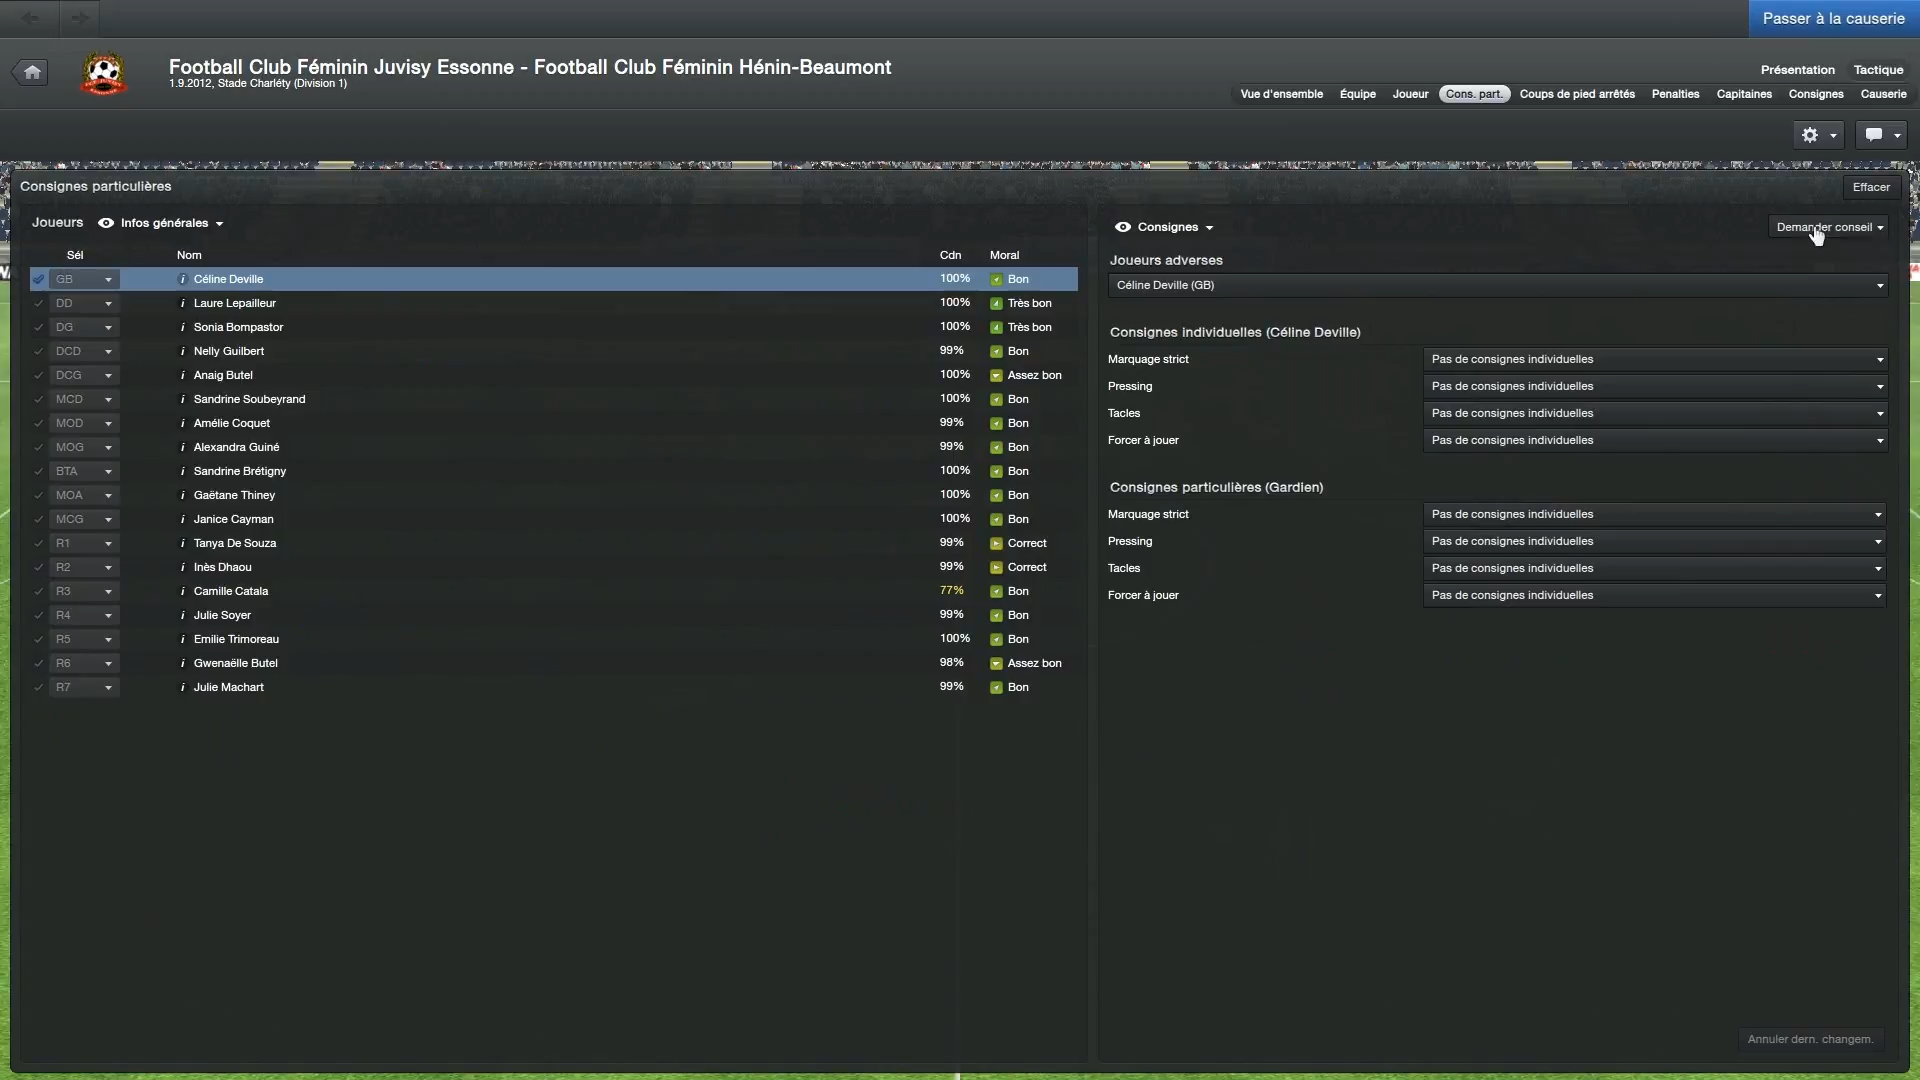 Passer à la causerie
Football Club Féminin Juvisy Essonne - Football Club Féminin Hénin-Beaumont
1.9.2012, Stade Charléty (Division 1)
Présentation Tactique
Vue d'ensemble Équipe Joueur Cons. part. Coups de pied arrêtés Penalties Capitaines Consignes Causerie
Consignes particulières
Effacer
Joueurs Infos générales
Sél Nom Cdn Moral
GB i Céline Deville 100% Bon
DD i Laure Lepailleur 100% Très bon
DG i Sonia Bompastor 100% Très bon
DCD i Nelly Guilbert 99% Bon
DCG i Anaig Butel 100% Assez bon
MCD i Sandrine Soubeyrand 100% Bon
MOD i Amélie Coquet 99% Bon
MOG i Alexandra Guiné 99% Bon
BTA i Sandrine Brétigny 100% Bon
MOA i Gaëtane Thiney 100% Bon
MCG i Janice Cayman 100% Bon
R1 i Tanya De Souza 99% Correct
R2 i Inès Dhaou 99% Correct
R3 i Camille Catala 77% Bon
R4 i Julie Soyer 99% Bon
R5 i Emilie Trimoreau 100% Bon
R6 i Gwenaëlle Butel 98% Assez bon
R7 i Julie Machart 99% Bon
Consignes Demander conseil
Joueurs adverses
Céline Deville (GB)
Consignes individuelles (Céline Deville)
Marquage strict Pas de consignes individuelles
Pressing Pas de consignes individuelles
Tacles Pas de consignes individuelles
Forcer à jouer Pas de consignes individuelles
Consignes particulières (Gardien)
Marquage strict Pas de consignes individuelles
Pressing Pas de consignes individuelles
Tacles Pas de consignes individuelles
Forcer à jouer Pas de consignes individuelles
Annuler dern. changem.